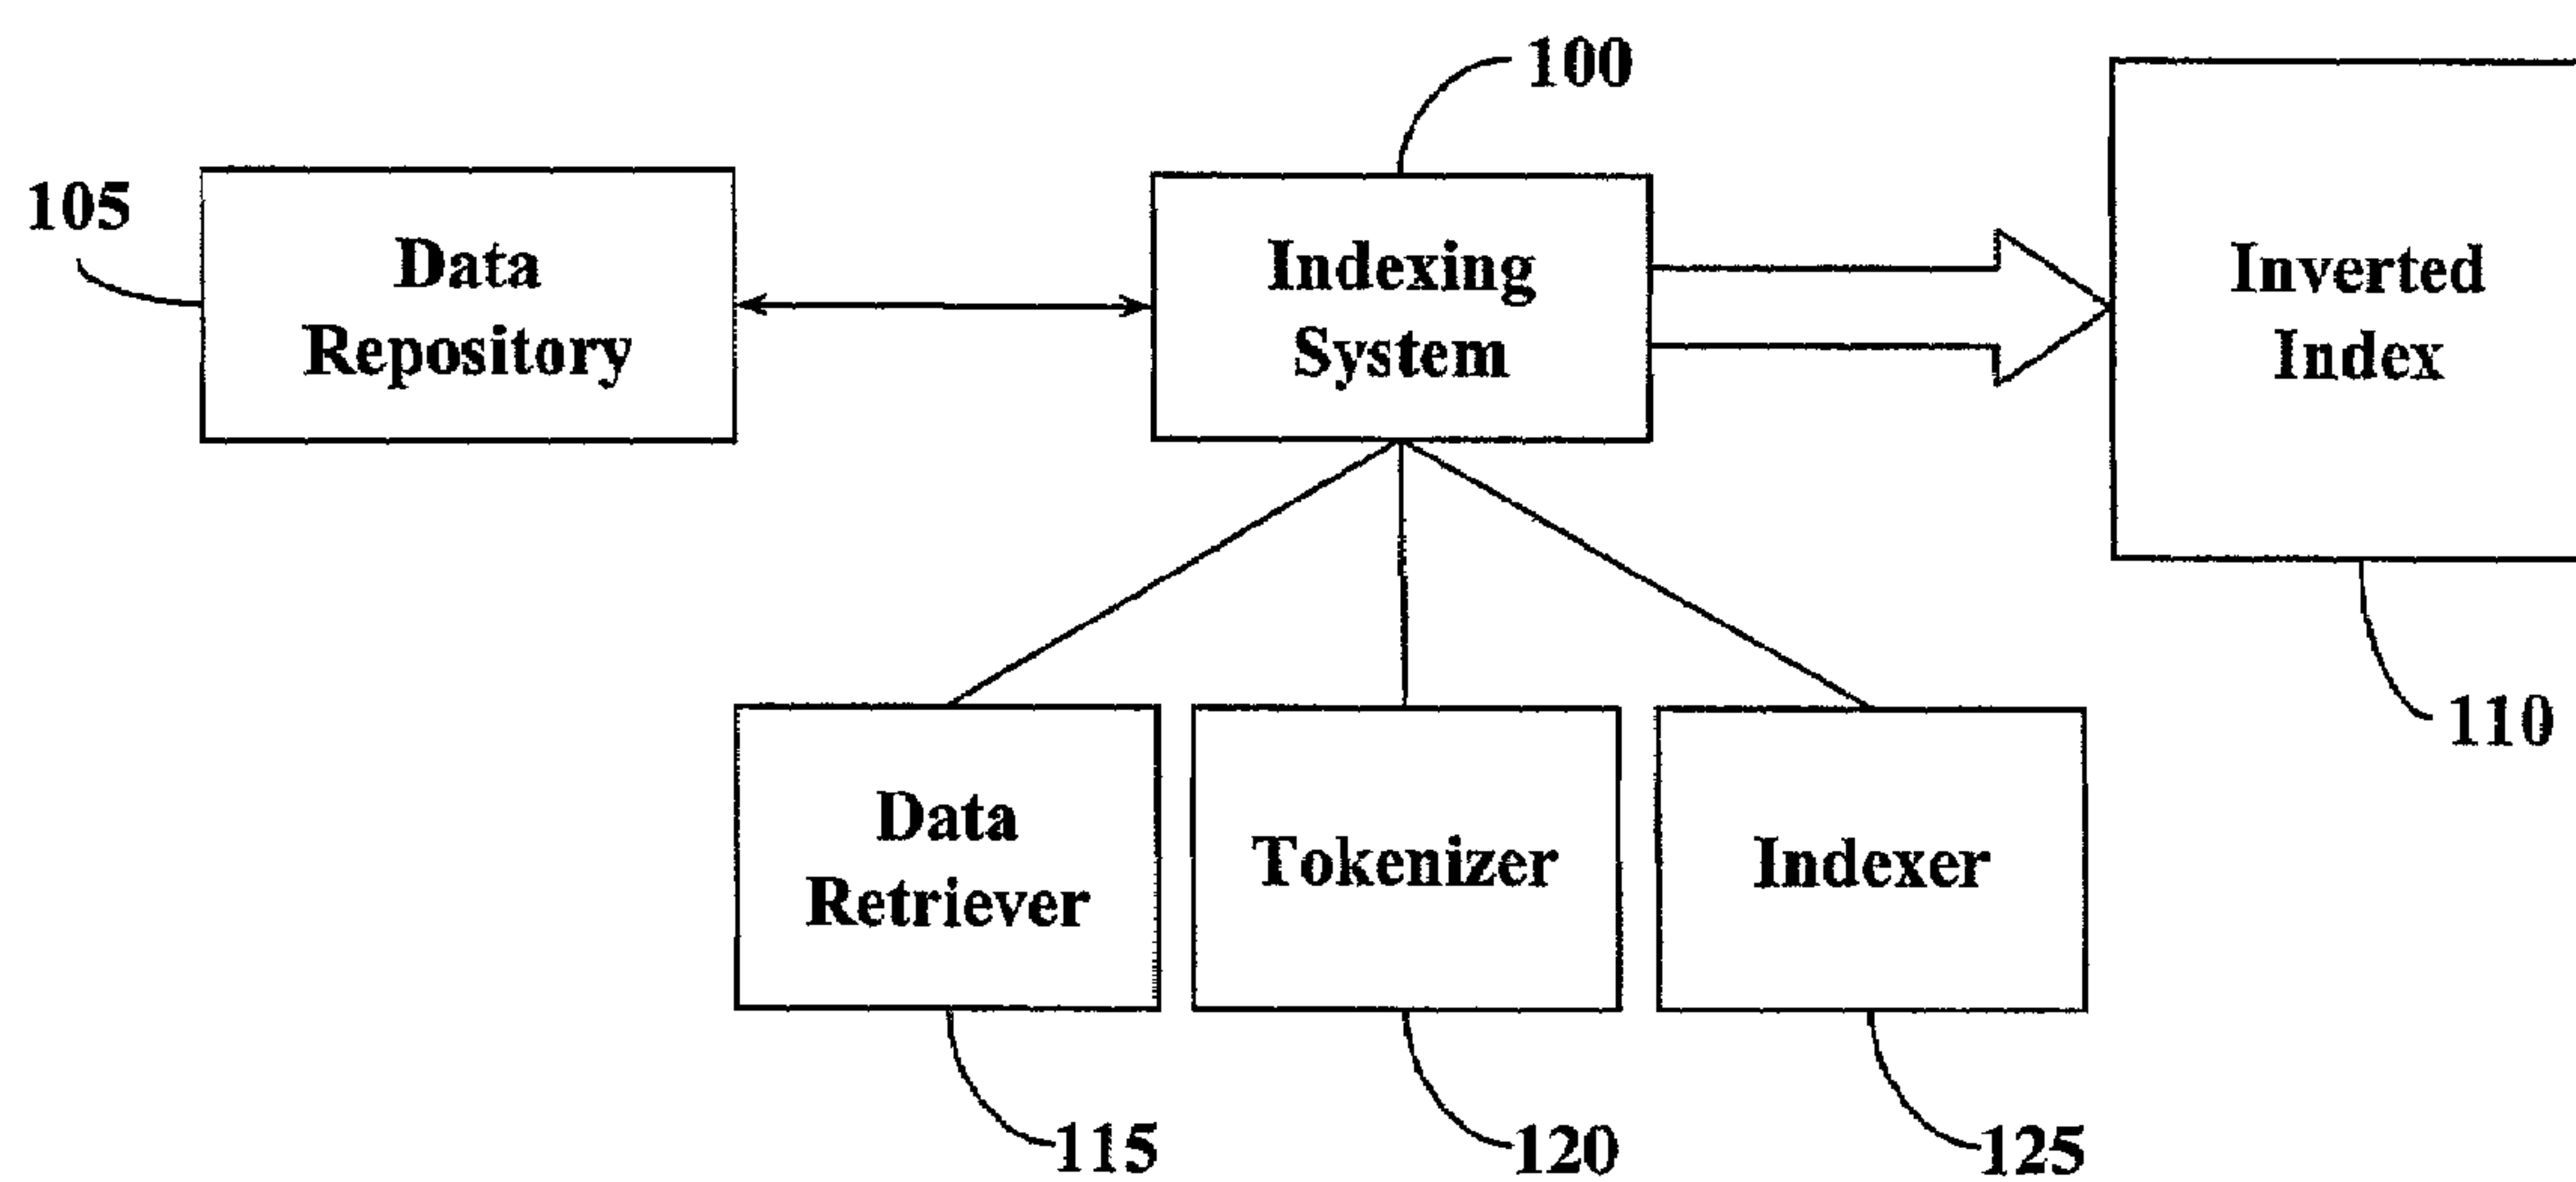 100
105
Data
Repository
Indexing
System
Inverted
Index
110
Data
Retriever
Tokenizer
Indexer
115
120
125